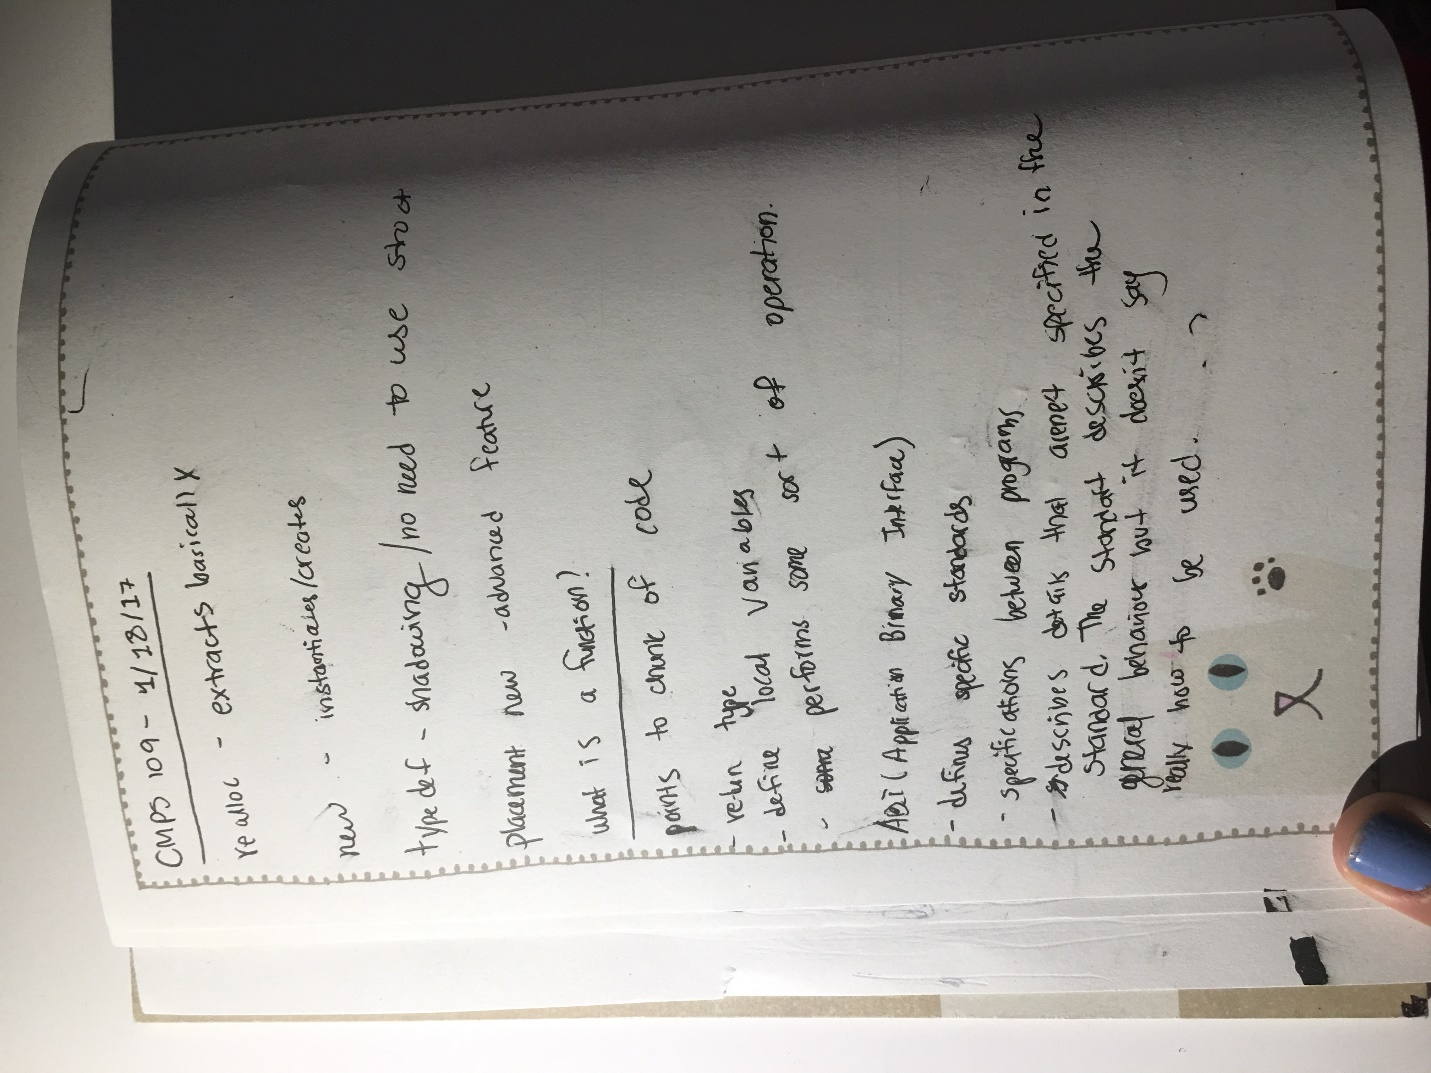 CMPS 109 - 1/18/17
realloc - extracts basically
new - instantiates/creates
typedef - shadowing/no need to use struct
placement new - advanced feature
what is a function?
points to chunk of code
- return type
- define local variables
- some performs some sort of operation.
ABI (Application Binary Interface)
- defines specific standards
- specifications between programs
- describes details that arenet specified in the
standard. The standard describes the
general behaviour but it doesn't say
really how to be used.